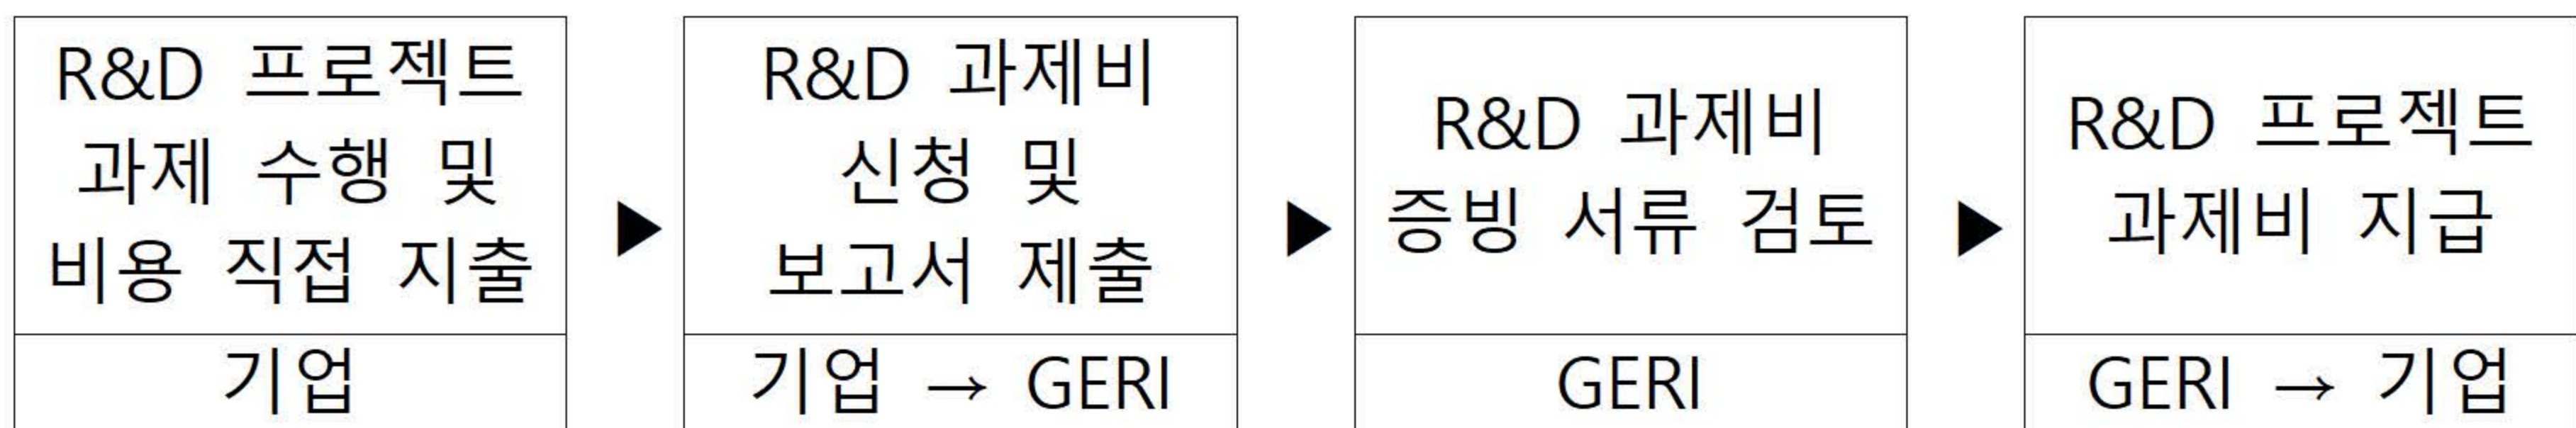 R&D 프로젝트
과제 수행 및
비용 직접 지출
기업
▶
R&D 과제비
신청 및
보고서 제출
기업 → GERI
▶
R&D 과제비
증빙 서류 검토
GERI
▶
R&D 프로젝트
과제비 지급
GERI → 기업